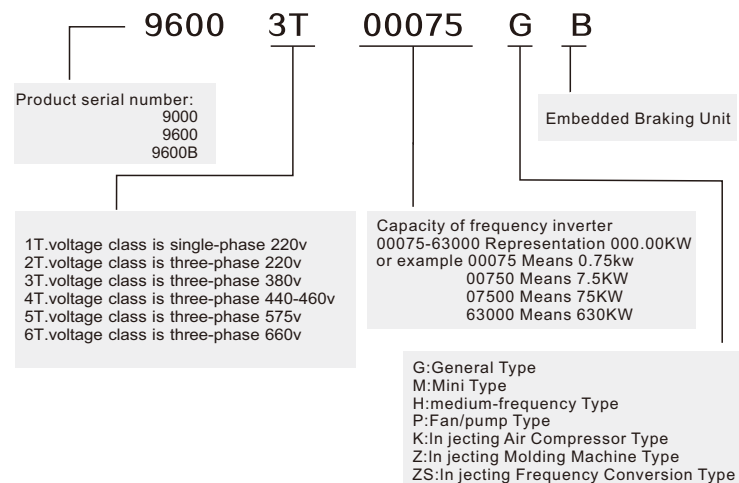 9600 3T 00075 G B
Product serial number:
9000
9600
9600B
Embedded Braking Unit
1T.voltage class is single-phase 220v
2T.voltage class is three-phase 220v
3T.voltage class is three-phase 380v
4T.voltage class is three-phase 440-460v
5T.voltage class is three-phase 575v
6T.voltage class is three-phase 660v
Capacity of frequency inverter
00075-63000 Representation 000.00KW
or example 00075 Means 0.75kw
00750 Means 7.5KW
07500 Means 75KW
63000 Means 630KW
G:General Type
M:Mini Type
H:medium-frequency Type
P:Fan/pump Type
K:In jecting Air Compressor Type
Z:In jecting Molding Machine Type
ZS:In jecting Frequency Conversion Type